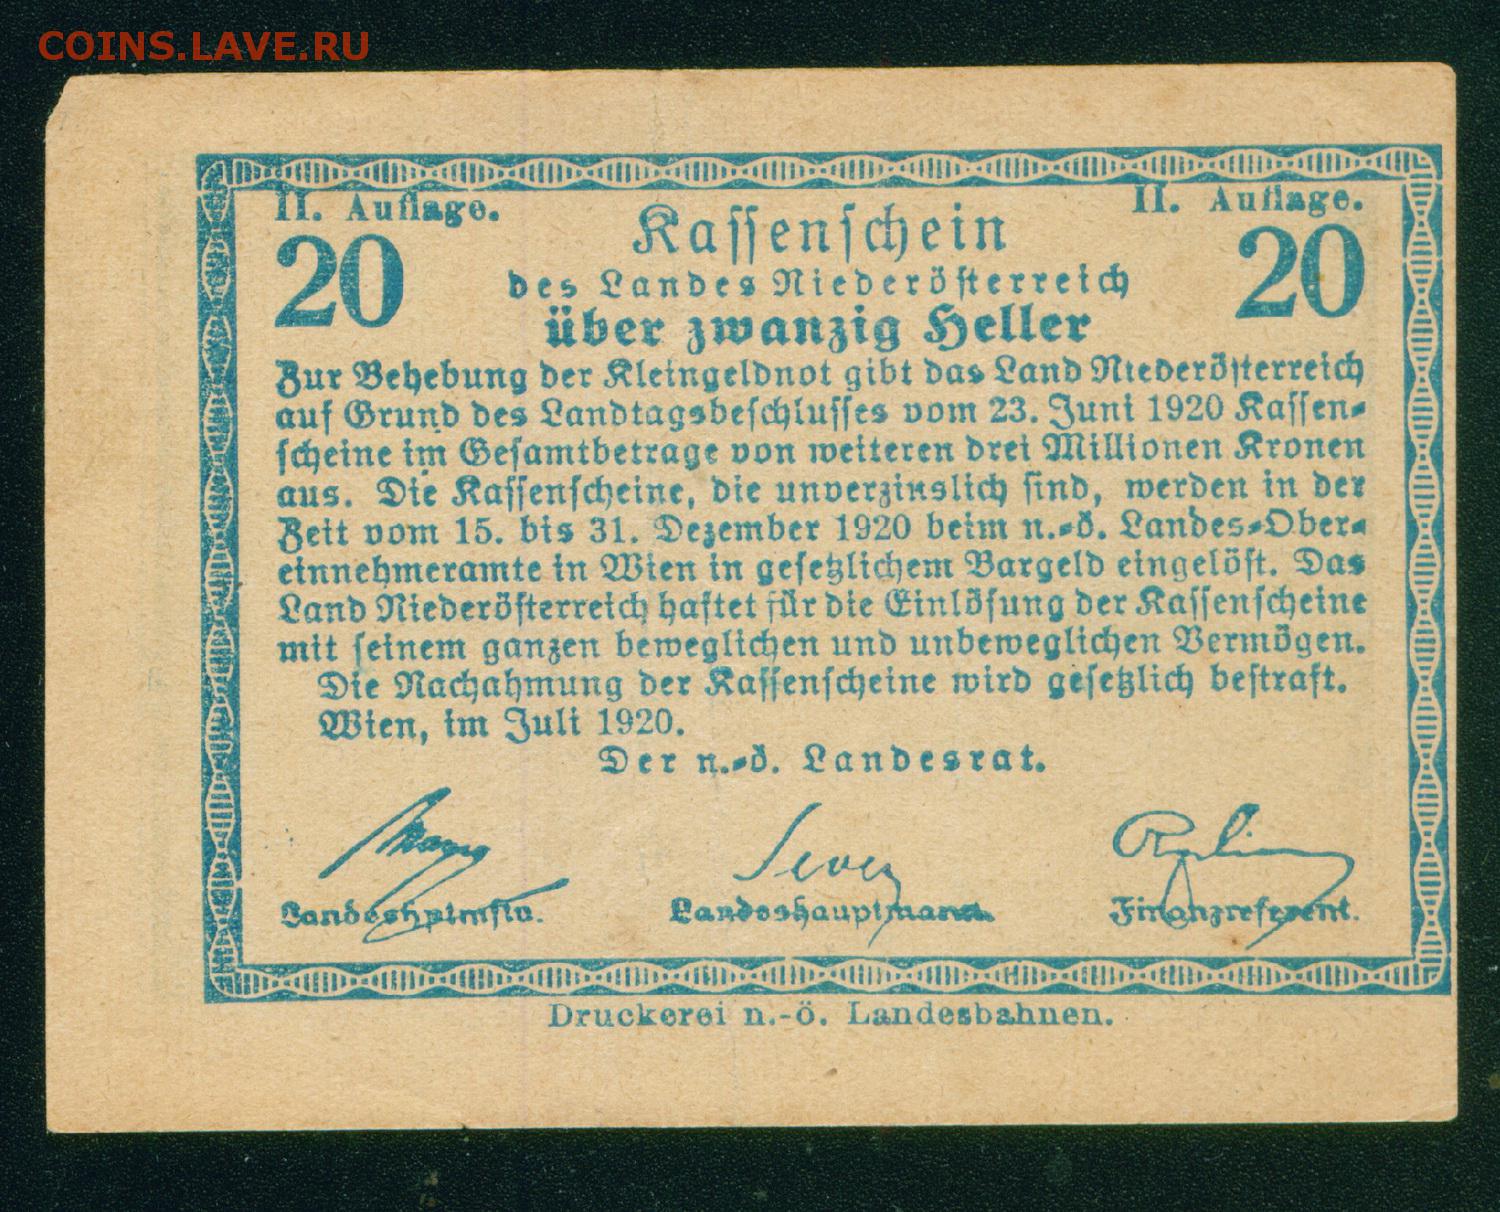 COINS.LAVE.RU
II. Auflage. II. Auflage.
20 Kassenschein 20
des Landes Niederösterreich
über zwanzig Heller
Zur Behebung der Kleingeldnot gibt das Land Niederösterreich
auf Grund des Landtagsbeschlusses vom 23. Juni 1920 Kassen-
scheine im Gesamtbetrage von weiteren drei Millionen Kronen
aus. Die Kassenscheine, die unverzinslich sind, werden in der
Zeit vom 15. bis 31. Dezember 1920 beim n.-ö. Landes-Ober-
einnehmeramte in Wien in gesetzlichem Bargeld eingelöst. Das
Land Niederösterreich haftet für die Einlösung der Kassenscheine
mit seinem ganzen beweglichen und unbeweglichen Vermögen.
Die Nachahmung der Kassenscheine wird gesetzlich bestraft.
Wien, im Juli 1920.
Der n.-ö. Landesrat.
Sever
Landeshauptmann. Finanzreferent.
Druckerei n.-ö. Landesbahnen.